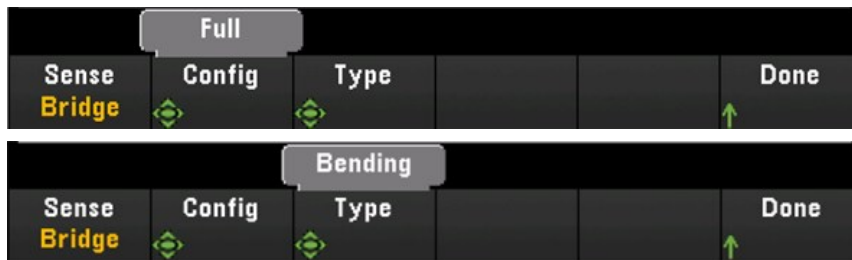 Full
Sense Config Type Done
Bridge
Bending
Sense Config Type Done
Bridge